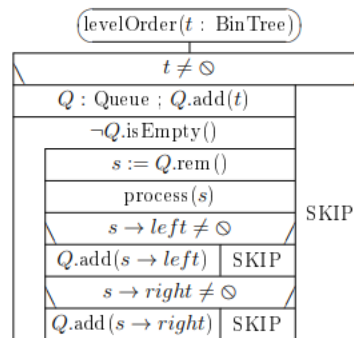 levelOrder(t : BinTree)
t ≠ ⦸
Q : Queue ; Q.add(t)
¬Q.isEmpty()
s := Q.rem()
process(s)
SKIP
s → left ≠ ⦸
Q.add(s → left) SKIP
s → right ≠ ⦸
Q.add(s → right) SKIP